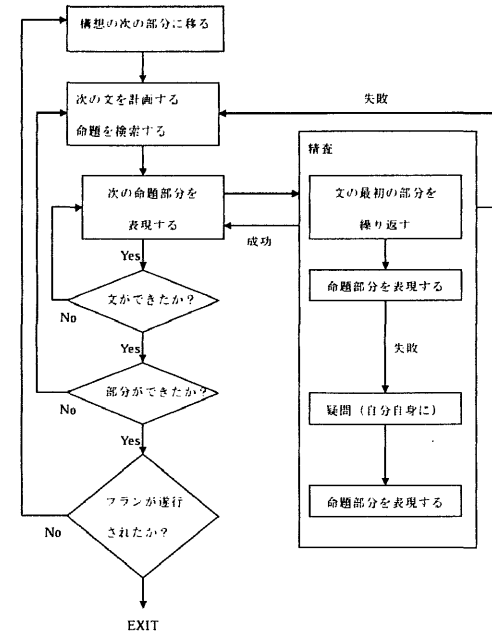 構想の次の部分に移る
次の文を計画する
命題を検索する
失敗
精査
次の命題部分を
表現する
文の最初の部分を
繰り返す
成功
Yes
文ができたか?
No
命題部分を表現する
Yes
失敗
部分ができたか?
No
疑問(自分自身に)
Yes
プランが遂行
されたか?
命題部分を表現する
No
EXIT